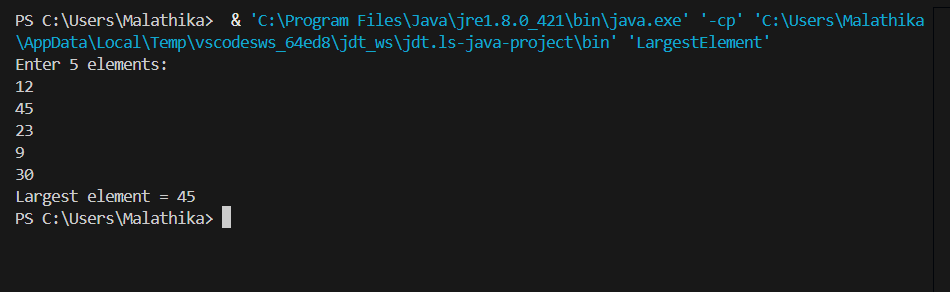 PS C:\Users\Malathika>  & 'C:\Program Files\Java\jre1.8.0_421\bin\java.exe' '-cp' 'C:\Users\Malathika
\AppData\Local\Temp\vscodesws_64ed8\jdt_ws\jdt.ls-java-project\bin' 'LargestElement'
Enter 5 elements:
12
45
23
9
30
Largest element = 45
PS C:\Users\Malathika>